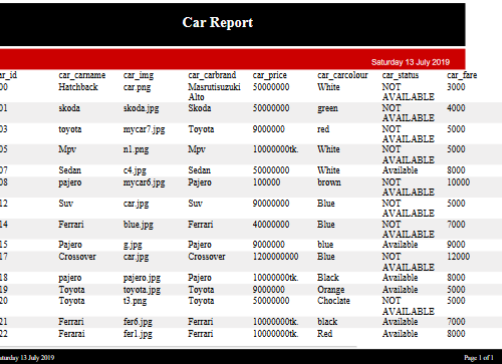 Car Report
Saturday 13 July 2019
ar_id car_carname car_img car_carbrand car_price car_carcolour car_status car_fare
00 Hatchback car.png Masrutisuzuki 50000000 White NOT 3000
Alto AVAILABLE
01 skoda skoda.jpg Skoda 50000000 green NOT 4000
AVAILABLE
03 toyota mycar7.jpg Toyota 9000000 red NOT 5000
AVAILABLE
05 Mpv n1.png Mpv 10000000tk. White NOT 5000
AVAILABLE
07 Sedan c4.jpg Sedan 50000000 White Available 8000
08 pajero mycar6.jpg Pajero 100000 brown NOT 10000
AVAILABLE
12 Suv car.jpg Suv 9000000 Blue NOT 5000
AVAILABLE
14 Ferrari blue.jpg Ferrari 40000000 Blue NOT 7000
AVAILABLE
15 Pajero g.jpg Pajero 9000000 blue Available 9000
17 Crossover car.jpg Crossover 1200000000 Blue NOT 12000
AVAILABLE
18 pajero pajero.jpg Pajero 10000000tk. Black Available 8000
19 Toyota toyota.jpg Toyota 9000000 Orange Available 5000
20 Toyota t3.png Toyota 50000000 Choclate NOT 5000
AVAILABLE
21 Ferrari fer6.jpg Ferrari 10000000tk. black Available 7000
22 Ferarai fer1.jpg Ferrari 10000000tk. Red Available 8000
aturday 13 July 2019 Page 1 of 1